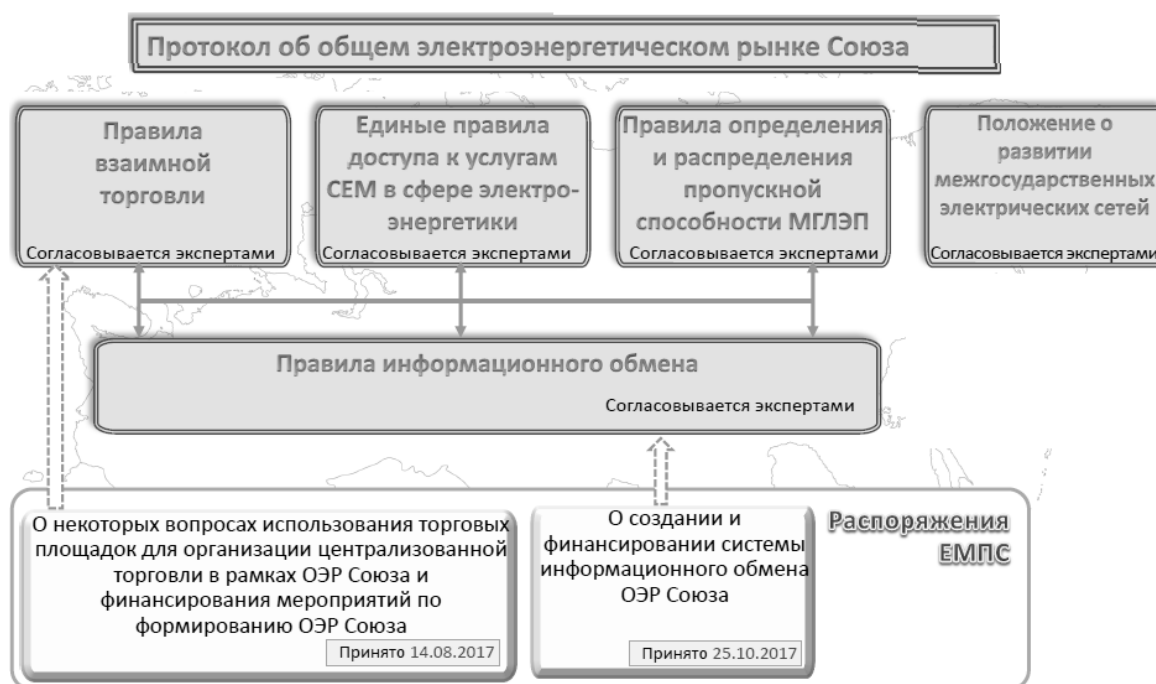 Протокол об общем электроэнергетическом рынке Союза
Правила
взаимной
торговли
Согласовывается экспертами
Единые правила
доступа к услугам
СЕМ в сфере электро-
энергетики
Согласовывается экспертами
Правила определения
и распределения
пропускной
способности МГЛЭП
Согласовывается экспертами
Положение о
развитии
межгосударственных
электрических сетей
Согласовывается экспертами
Правила информационного обмена
Согласовывается экспертами
О некоторых вопросах использования торговых
площадок для организации централизованной
торговли в рамках ОЭР Союза и
финансирования мероприятий по
формированию ОЭР Союза
Принято 14.08.2017
О создании и
финансировании системы
информационного обмена
ОЭР Союза
Принято 25.10.2017
Распоряжения
ЕМПС